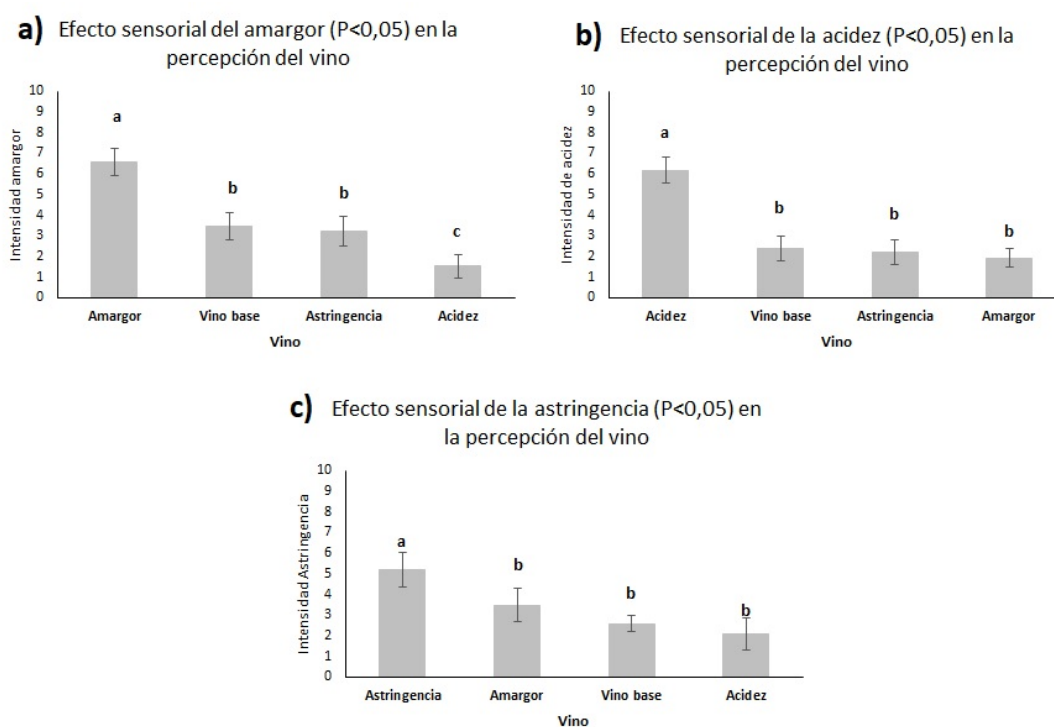 a) Efecto sensorial del amargor (P<0,05) en la
percepción del vino
10
9
8
7
6
5
4
3
2
1
0
Intensidad amargor
a
b
b
c
Amargor
Vino base
Astringencia
Acidez
Vino
b) Efecto sensorial de la acidez (P<0,05) en la
percepción del vino
10
9
8
7
6
5
4
3
2
1
0
Intensidad de acidez
a
b
b
b
Acidez
Vino base
Astringencia
Amargor
Vino
c) Efecto sensorial de la astringencia (P<0,05) en
la percepción del vino
10
9
8
7
6
5
4
3
2
1
0
Intensidad Astringencia
a
b
b
b
Astringencia
Amargor
Vino base
Acidez
Vino